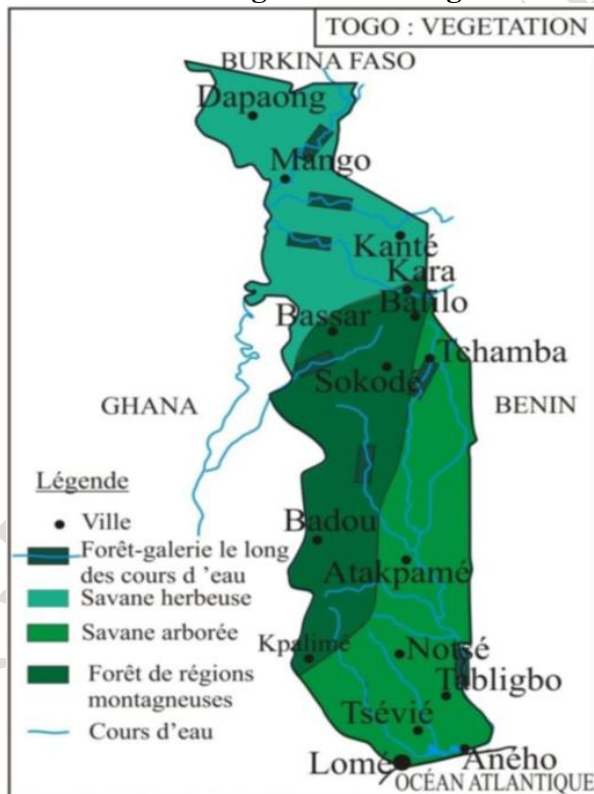 TOGO : VEGETATION
BURKINA FASO
Dapaong
Mango
Kanté
Kara
Bafilo
Bassar
Tchamba
Sokodé
GHANA
BENIN
Légende
Ville
Forêt-galerie le long
des cours d 'eau
Savane herbeuse
Savane arborée
Forêt de régions
montagneuses
Cours d'eau
Badou
Atakpamé
Kpalimé
Notsé
Tabligbo
Tsévié
Lomé
Aného
OCÉAN ATLANTIQUE